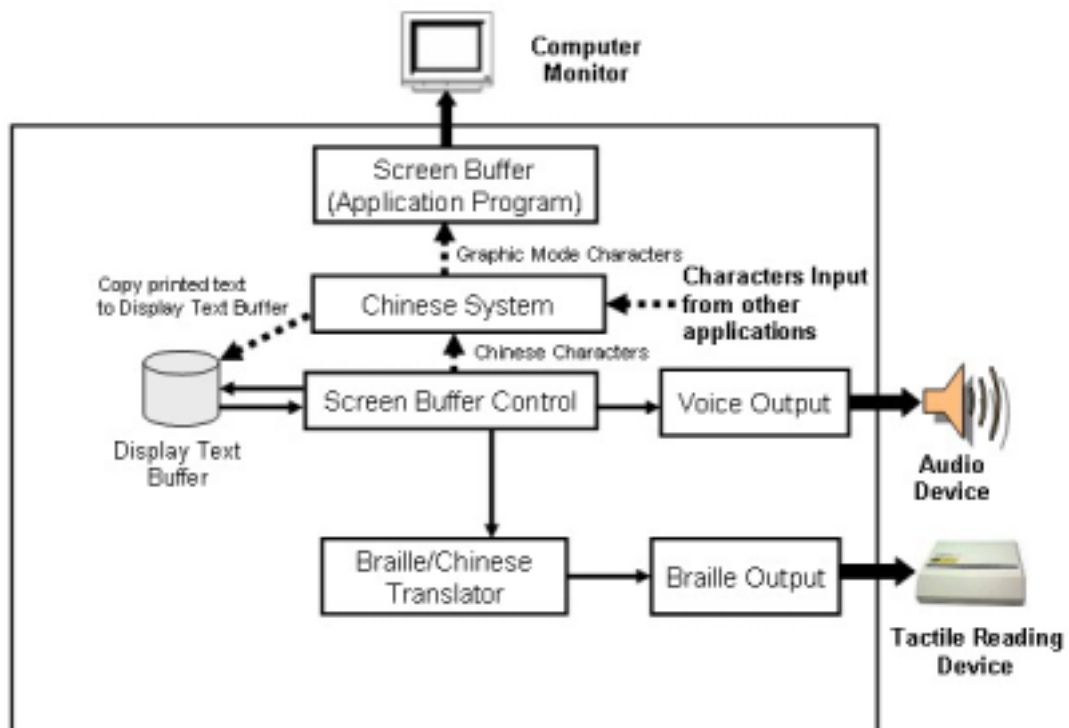 Computer
Monitor
Screen Buffer
(Application Program)
Graphic Mode Characters
Copy printed text
to Display Text Buffer
Chinese System
Characters Input
from other
applications
Chinese Characters
Screen Buffer Control
Voice Output
Display Text
Buffer
Audio
Device
Braille/Chinese
Translator
Braille Output
Tactile Reading
Device